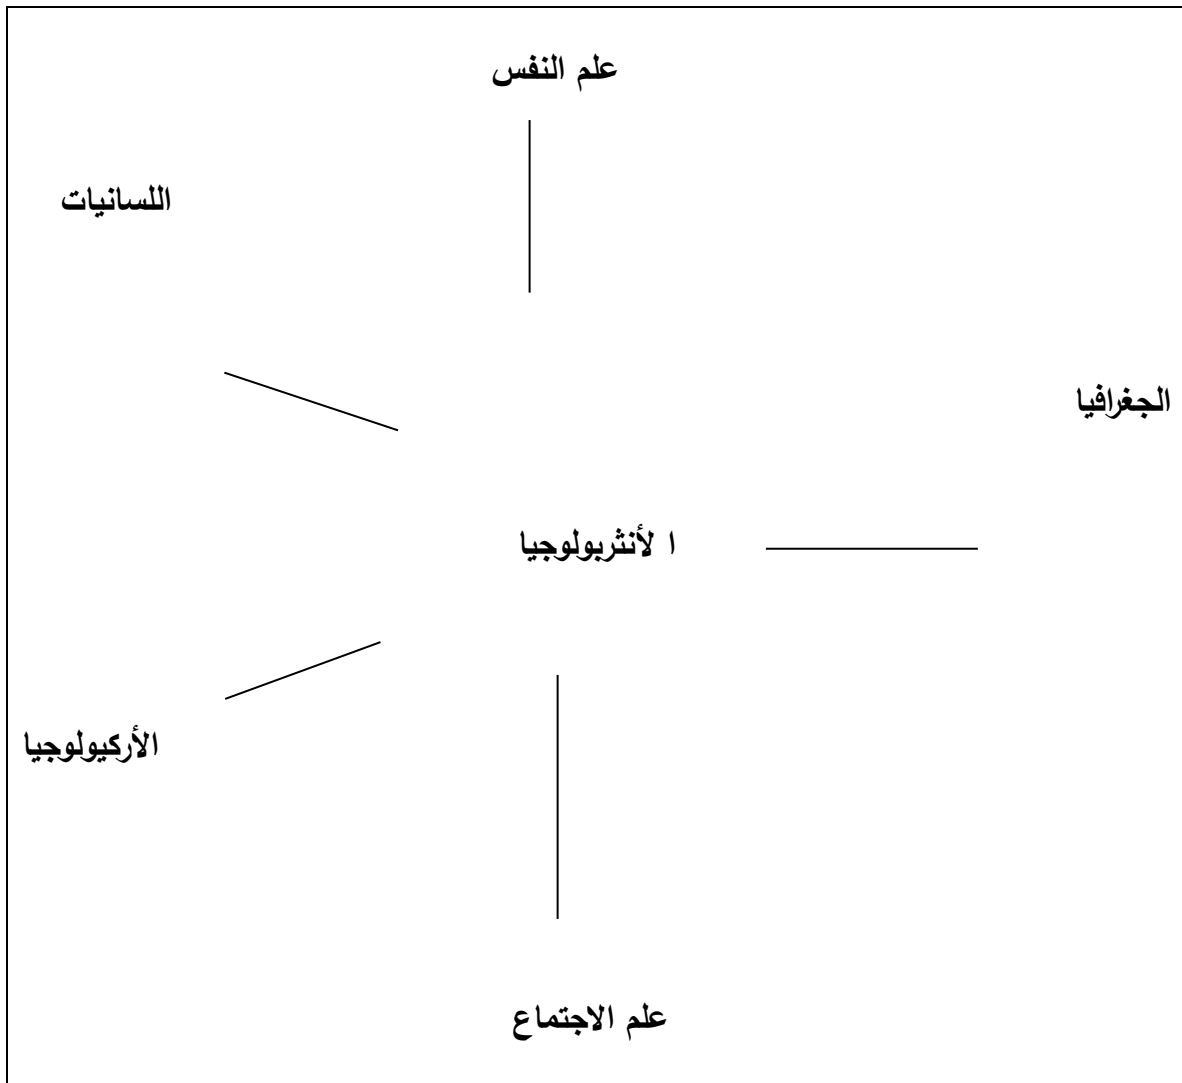 علم النفس
اللسانيات
الجغرافيا
ا لأنثربولوجيا
الأركيولوجيا
علم الاجتماع